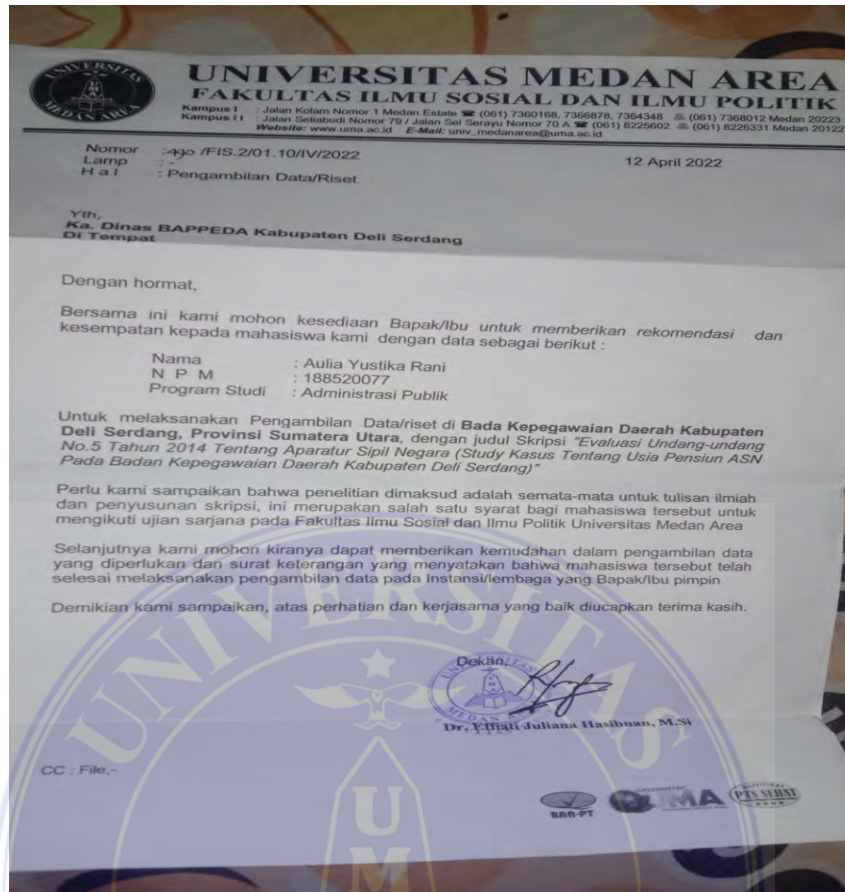 UNIVERSITAS MEDAN AREA
FAKULTAS ILMU SOSIAL DAN ILMU POLITIK
Kampus I : Jalan Kolam Nomor 1 Medan Estate ☎ (061) 7360168, 7366878, 7364348 (061) 7368012 Medan 20223
Kampus II : Jalan Setiabudi Nomor 79 / Jalan Sei Serayu Nomor 70 A ☎ (061) 8225602 (061) 8226331 Medan 20122
Website: www.uma.ac.id E-Mail: univ_medanarea@uma.ac.id
UNIVERSITAS
MEDAN AREA
Nomor : 490 /FIS.2/01.10/IV/2022
12 April 2022
Lamp : -
H a l : Pengambilan Data/Riset
Yth,
Ka. Dinas BAPPEDA Kabupaten Deli Serdang
Di Tempat
Dengan hormat,
Bersama ini kami mohon kesediaan Bapak/Ibu untuk memberikan rekomendasi dan
kesempatan kepada mahasiswa kami dengan data sebagai berikut :
Nama : Aulia Yustika Rani
N P M : 188520077
Program Studi : Administrasi Publik
Untuk melaksanakan Pengambilan Data/riset di Bada Kepegawaian Daerah Kabupaten
Deli Serdang, Provinsi Sumatera Utara, dengan judul Skripsi "Evaluasi Undang-undang
No.5 Tahun 2014 Tentang Aparatur Sipil Negara (Study Kasus Tentang Usia Pensiun ASN
Pada Badan Kepegawaian Daerah Kabupaten Deli Serdang)"
Perlu kami sampaikan bahwa penelitian dimaksud adalah semata-mata untuk tulisan ilmiah
dan penyusunan skripsi, ini merupakan salah satu syarat bagi mahasiswa tersebut untuk
mengikuti ujian sarjana pada Fakultas Ilmu Sosial dan Ilmu Politik Universitas Medan Area
Selanjutnya kami mohon kiranya dapat memberikan kemudahan dalam pengambilan data
yang diperlukan dan surat keterangan yang menyatakan bahwa mahasiswa tersebut telah
selesai melaksanakan pengambilan data pada Instansi/lembaga yang Bapak/Ibu pimpin
Demikian kami sampaikan, atas perhatian dan kerjasama yang baik diucapkan terima kasih.
Dekan,
Dr. Effiati Juliana Hasibuan, M.Si
CC : File,-
BAN-PT
UMA
PTS SEHAT
UNIVERSITAS
UM